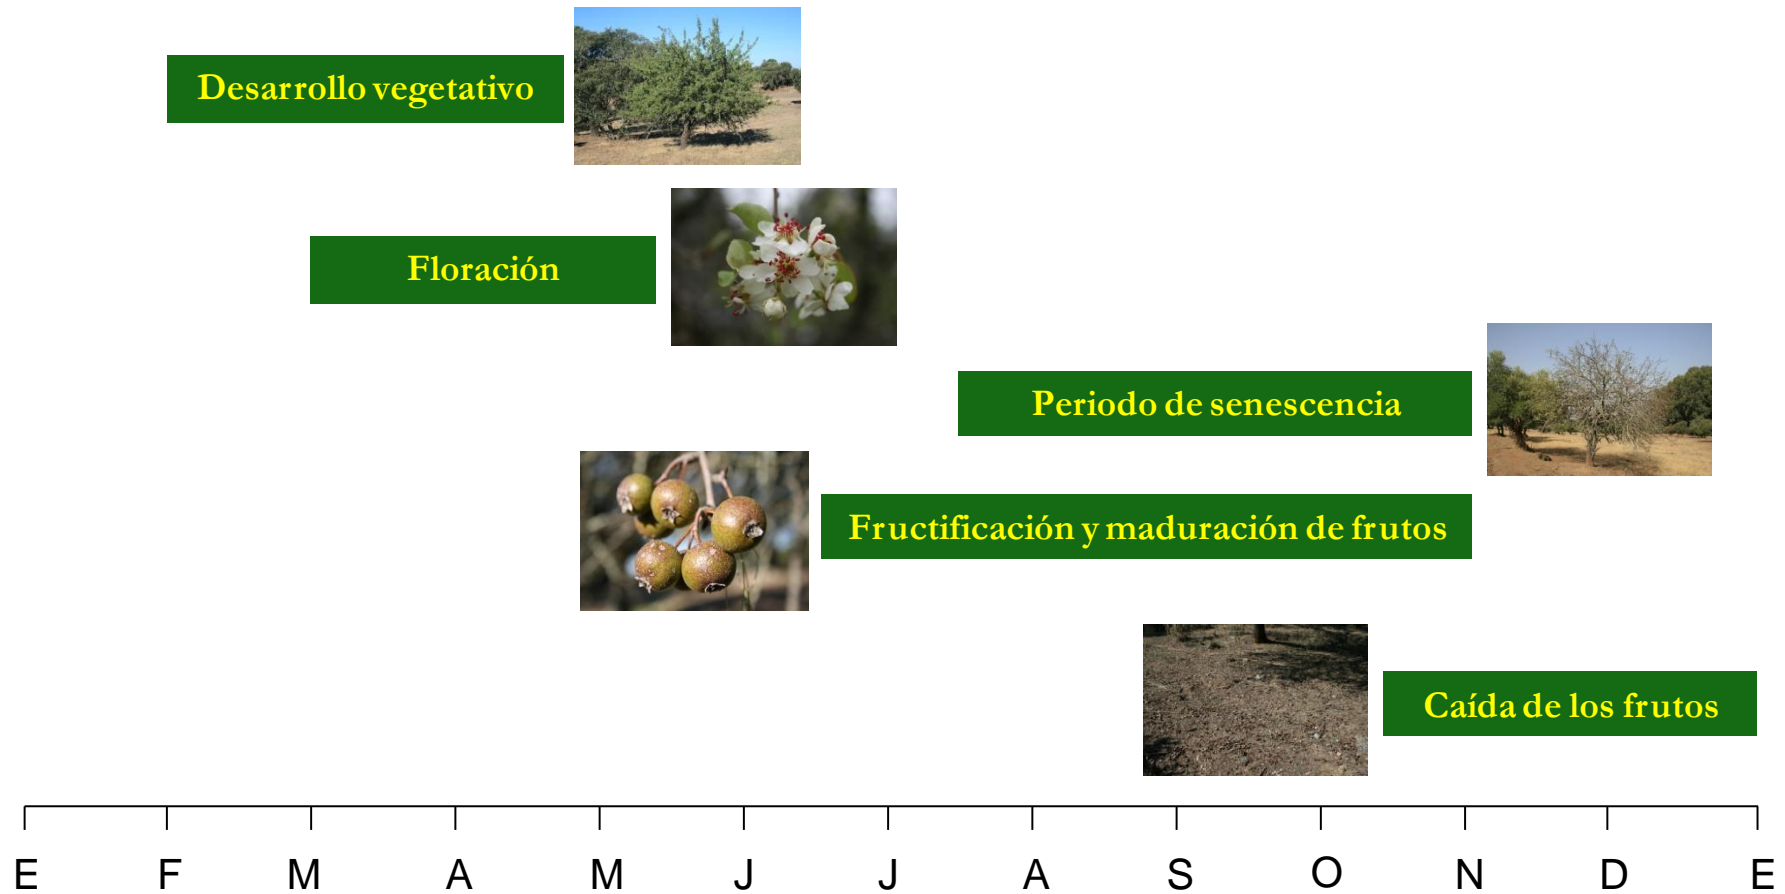 Desarrollo vegetativo
Floración
Periodo de senescencia
Fructificación y maduración de frutos
Caída de los frutos
E F M A M J J A S O N D E